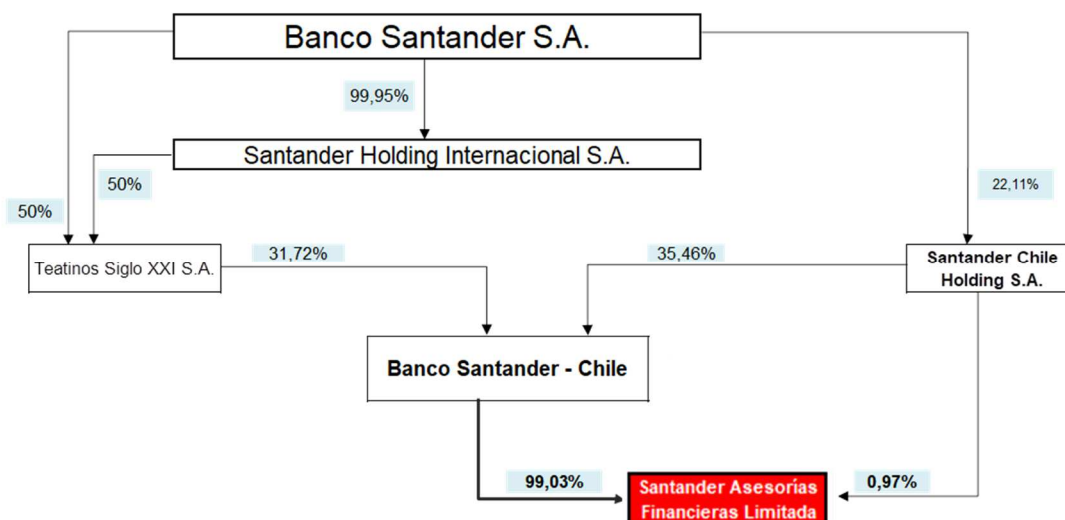 Banco Santander S.A.
99,95%
Santander Holding Internacional S.A.
50%
50%
22,11%
Teatinos Siglo XXI S.A.
31,72%
35,46%
Santander Chile
Holding S.A.
Banco Santander - Chile
99,03%
Santander Asesorías
Financieras Limitada
0,97%